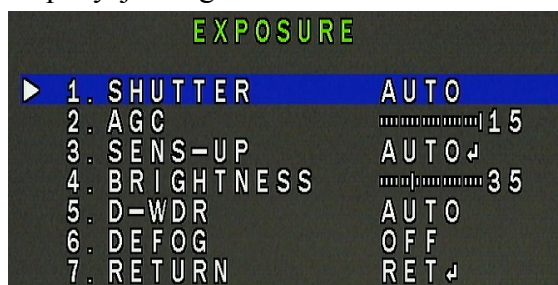 EXPOSURE
1. SHUTTER AUTO
2. AGC 15
3. SENS-UP AUTO↲
4. BRIGHTNESS 35
5. D-WDR AUTO
6. DEFOG OFF
7. RETURN RET↲